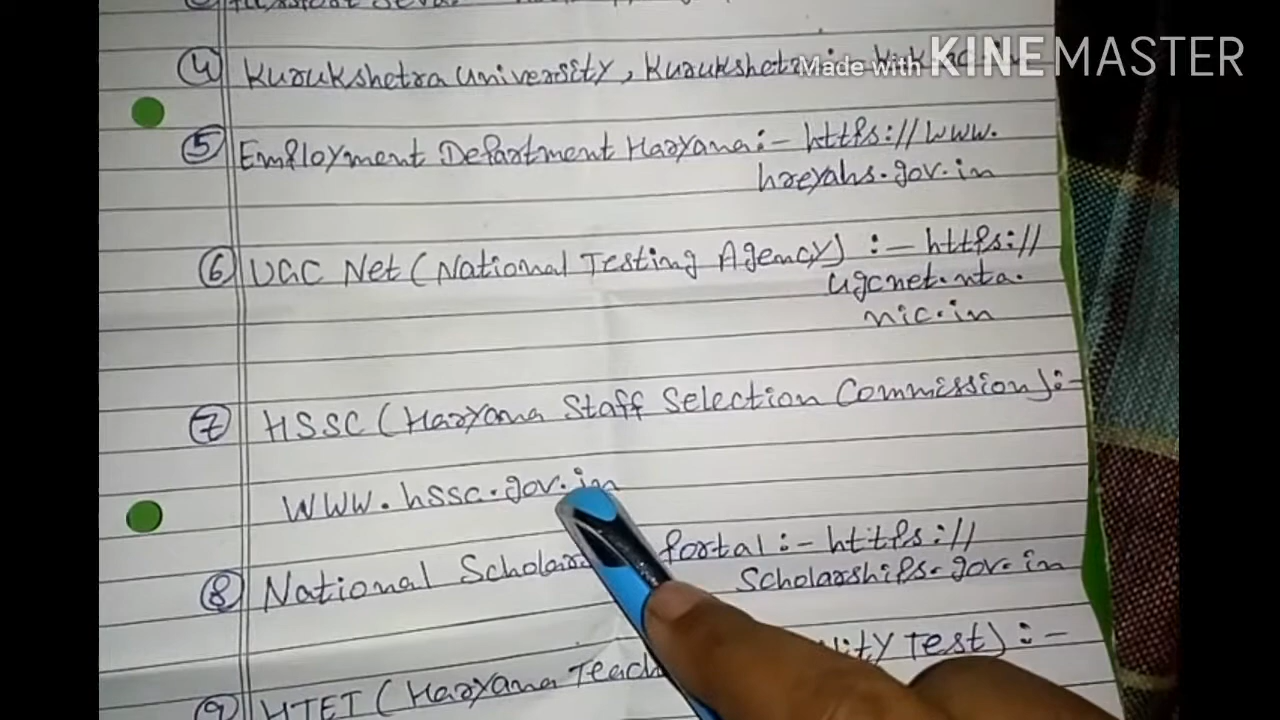 ④ Kurukshetra University, Kurukshetra
Made with KINEMASTER
⑤ Employment Department Haryana:- https://www.
hreyahs.gov.in
⑥ UGC Net (National Testing Agency) :- https://
ugcnet.nta.
nic.in
⑦ HSSC (Haryana Staff Selection Commission):-
www.hssc.gov.in
⑧ National Portal:- https://
Scholarships.gov.in
⑨ HTET (Haryana Test):-